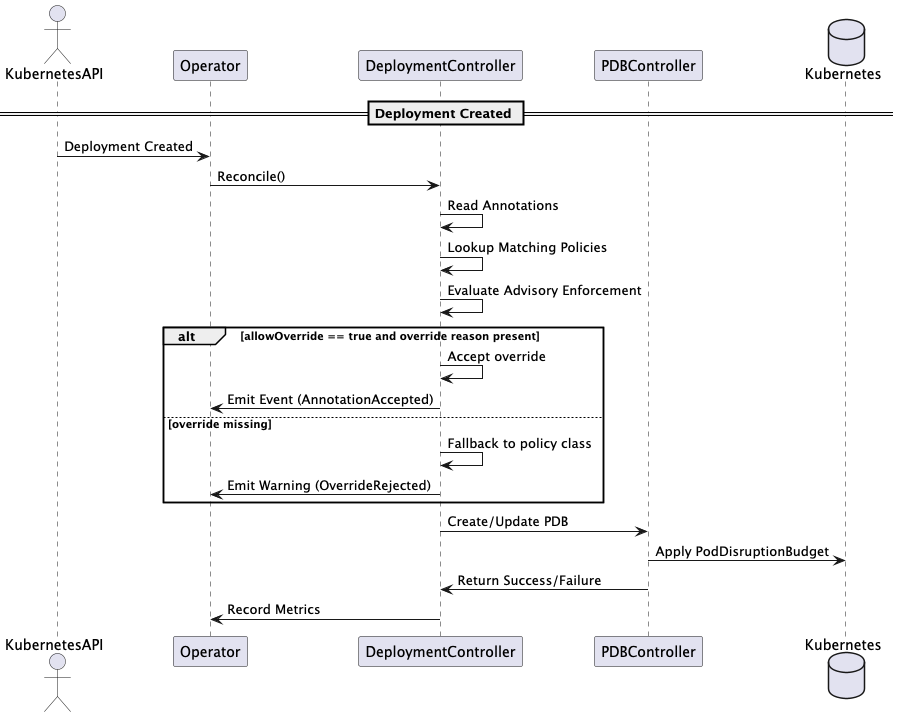 KubernetesAPI
Operator
DeploymentController
PDBController
Kubernetes
Deployment Created
Deployment Created
Reconcile()
Read Annotations
Lookup Matching Policies
Evaluate Advisory Enforcement
alt
[allowOverride == true and override reason present]
Accept override
Emit Event (AnnotationAccepted)
[override missing]
Fallback to policy class
Emit Warning (OverrideRejected)
Create/Update PDB
Apply PodDisruptionBudget
Return Success/Failure
Record Metrics
KubernetesAPI
Operator
DeploymentController
PDBController
Kubernetes